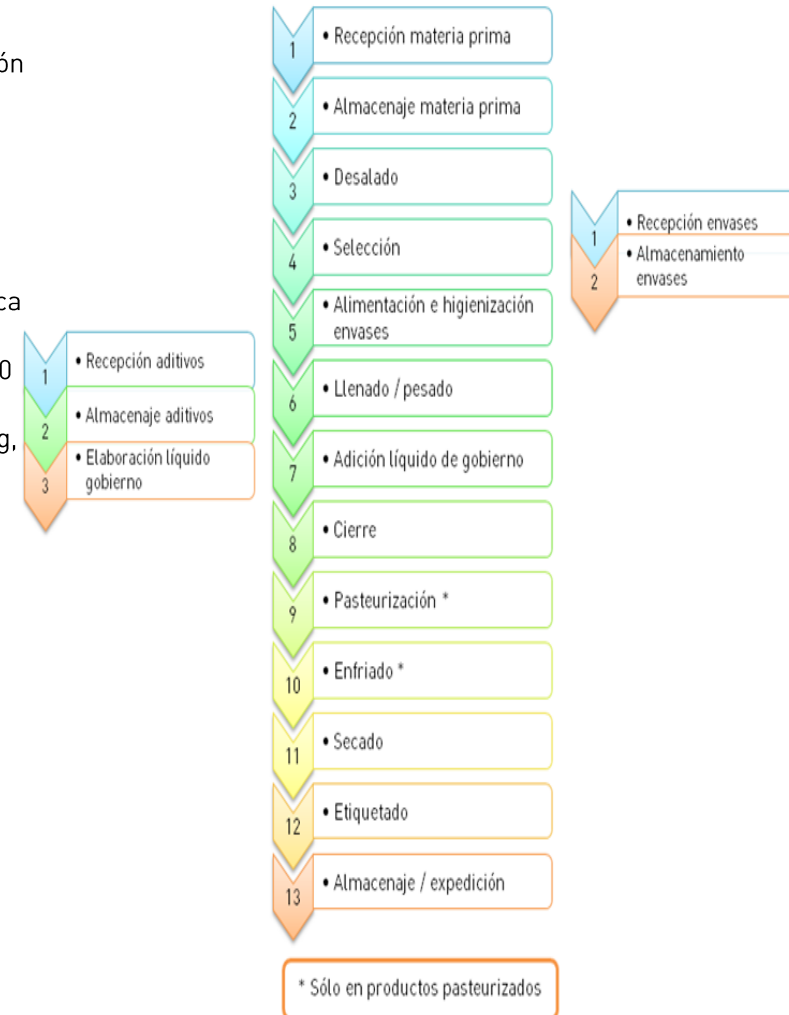 ón
ca
0
g,
1
• Recepción aditivos
2
• Almacenaje aditivos
3
• Elaboración líquido
gobierno
1
• Recepción materia prima
2
• Almacenaje materia prima
3
• Desalado
4
• Selección
5
• Alimentación e higienización
envases
6
• Llenado / pesado
7
• Adición líquido de gobierno
8
• Cierre
9
• Pasteurización *
10
• Enfriado *
11
• Secado
12
• Etiquetado
13
• Almacenaje / expedición
* Sólo en productos pasteurizados
1
• Recepción envases
2
• Almacenamiento
envases